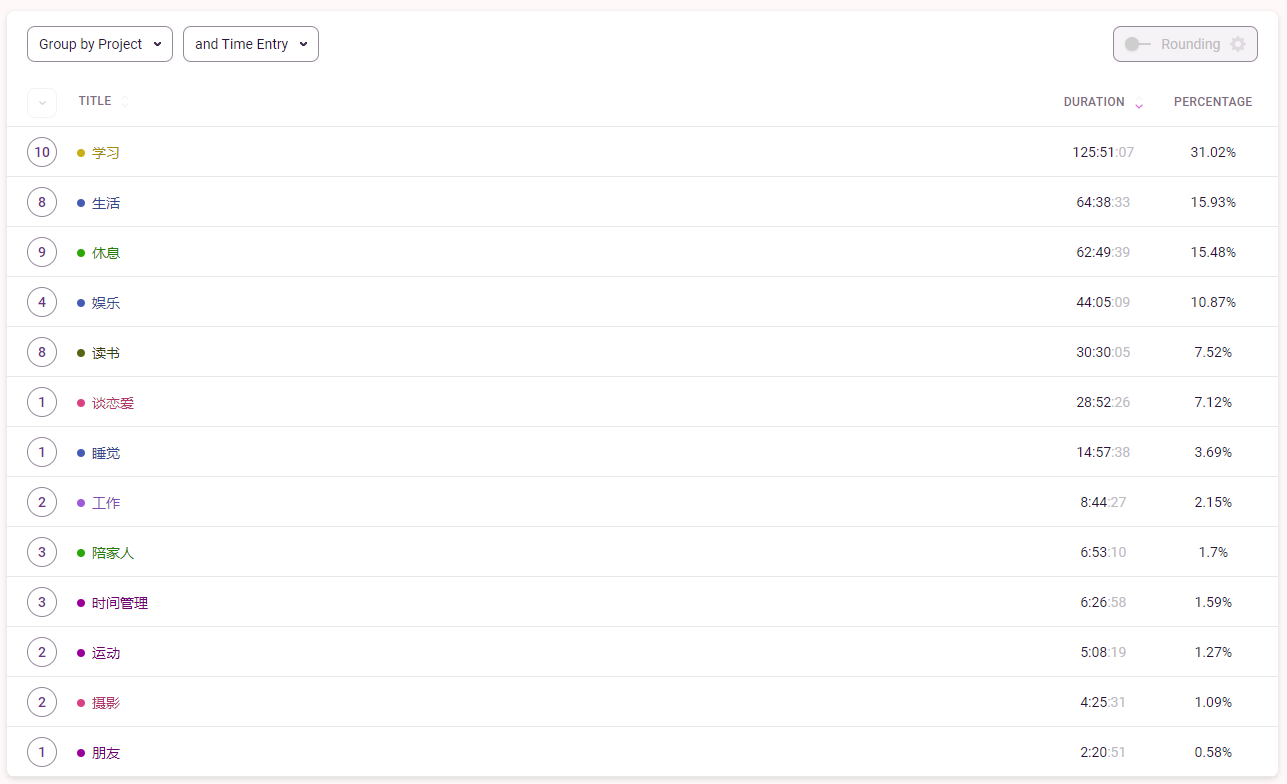 Group by Project and Time Entry Rounding
TITLE DURATION PERCENTAGE
10 学习 125:51:07 31.02%
8 生活 64:38:33 15.93%
9 休息 62:49:39 15.48%
4 娱乐 44:05:09 10.87%
8 读书 30:30:05 7.52%
1 谈恋爱 28:52:26 7.12%
1 睡觉 14:57:38 3.69%
2 工作 8:44:27 2.15%
3 陪家人 6:53:10 1.7%
3 时间管理 6:26:58 1.59%
2 运动 5:08:19 1.27%
2 摄影 4:25:31 1.09%
1 朋友 2:20:51 0.58%